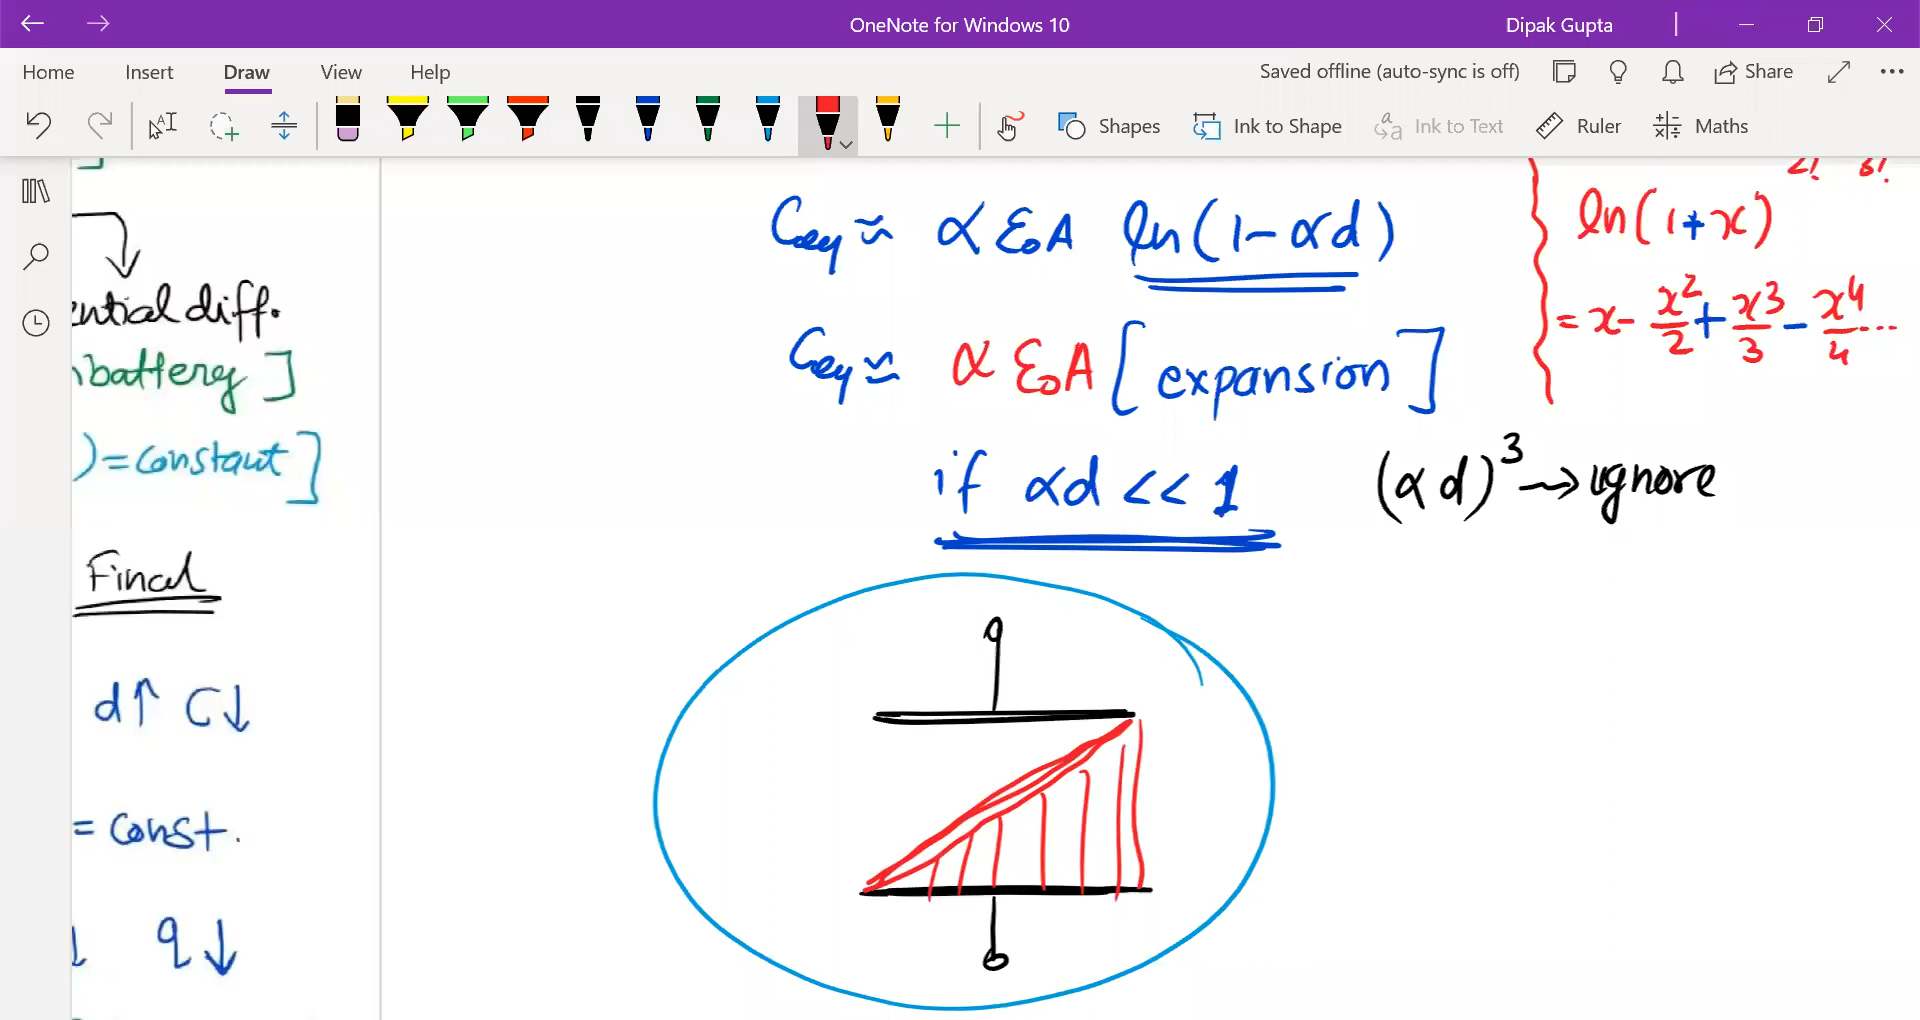 OneNote for Windows 10
Dipak Gupta
Home Insert Draw View Help
Saved offline (auto-sync is off) Share
Shapes Ink to Shape Ink to Text Ruler Maths
2! 3!
Ceq ≈ α ε₀A ln(1-αd)
ln(1+x)
= x - x²/2 + x³/3 - x⁴/4 ...
Ceq ≈ α ε₀A [expansion]
if αd << 1 (αd)³ → ignore
ential diff.
battery]
) = constant]
Final
d↑ C↓
= const.
↓ q↓